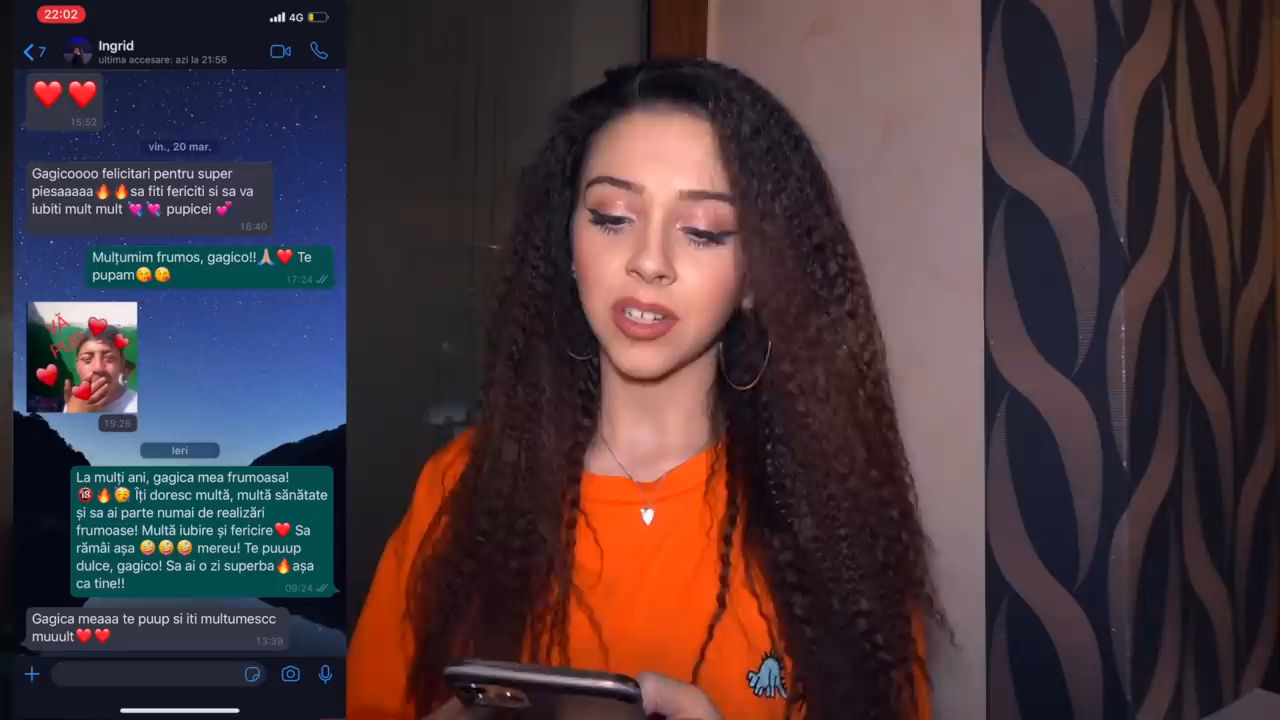 22:02
4G
7
Ingrid
ultima accesare: azi la 21:56
15:52
vin., 20 mar.
Gagicoooo felicitari pentru super
piesaaaaa🔥🔥sa fiti fericiti si sa va
iubiti mult mult 💘💘 pupicei 💕
16:40
Mulțumim frumos, gagico!!🙏🏼❤️ Te
pupam😘😘
17:24
VĂ
PUP
19:26
Ieri
La mulți ani, gagica mea frumoasa!
🔞🔥🥳 Îți doresc multă, multă sănătate
și sa ai parte numai de realizări
frumoase! Multă iubire și fericire❤️ Sa
rămâi așa 🤪🤪🤪 mereu! Te puuup
dulce, gagico! Sa ai o zi superba🔥așa
ca tine!!
09:24
Gagica meaaa te puup si iti multumescc
muuult❤️❤️
13:39